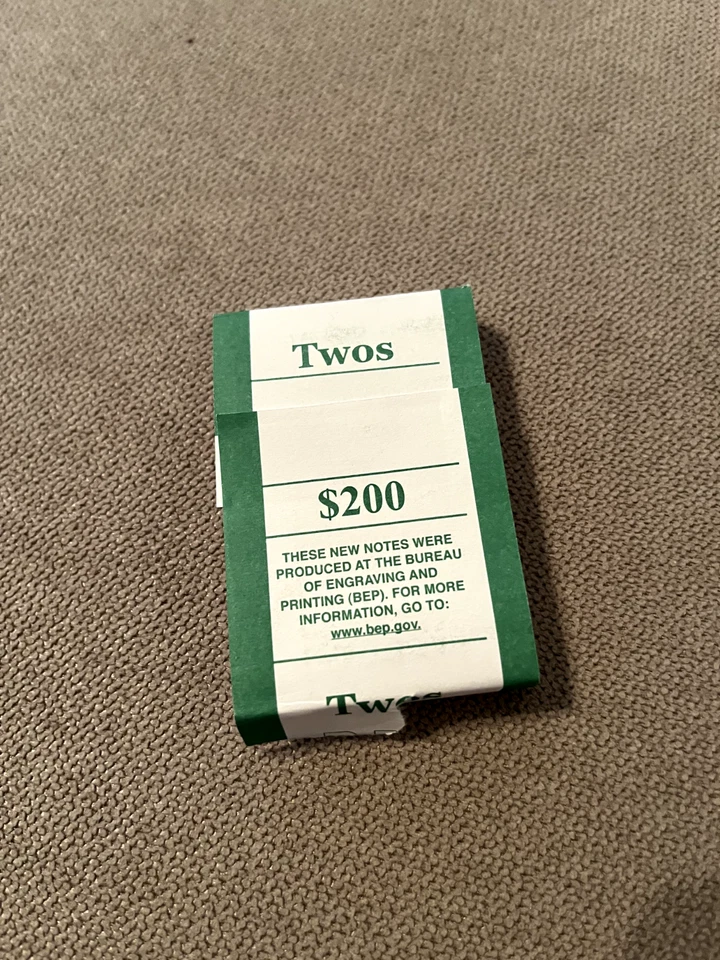 Twos
$200
THESE NEW NOTES WERE
PRODUCED AT THE BUREAU
OF ENGRAVING AND
PRINTING (BEP). FOR MORE
INFORMATION, GO TO:
www.bep.gov.
Twos